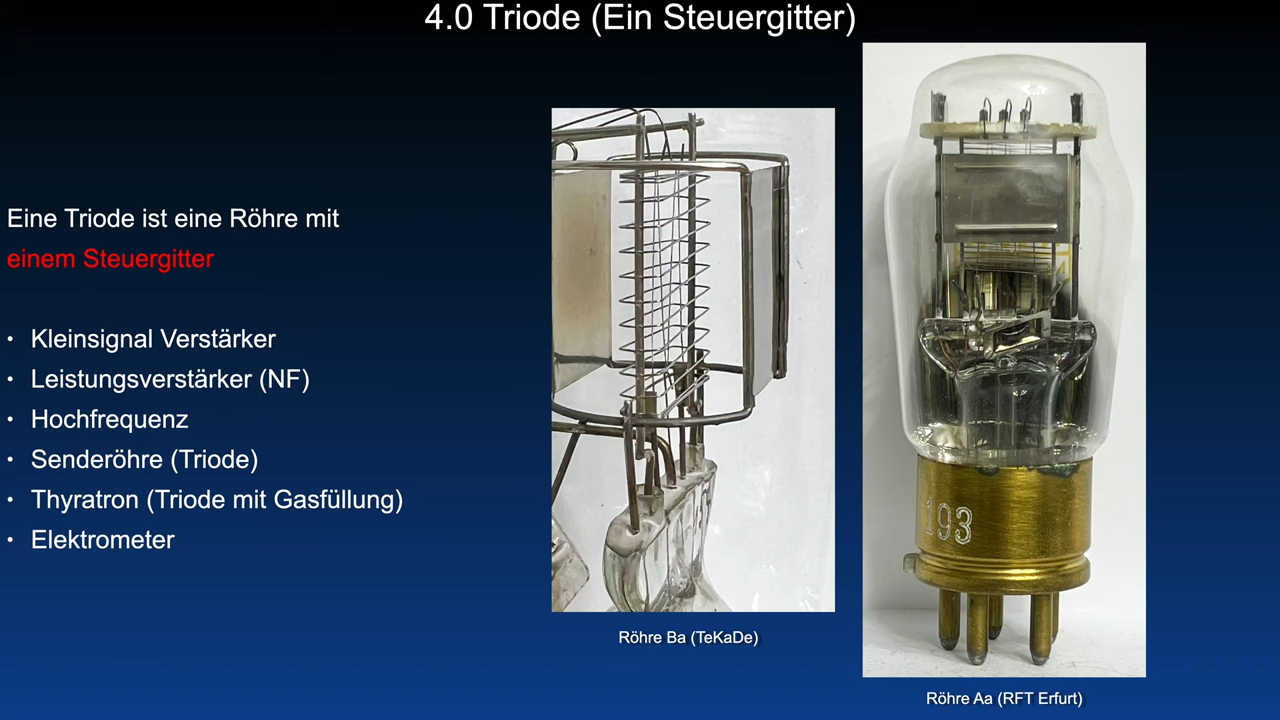 4.0 Triode (Ein Steuergitter)
Eine Triode ist eine Röhre mit
einem Steuergitter
• Kleinsignal Verstärker
• Leistungsverstärker (NF)
• Hochfrequenz
• Senderöhre (Triode)
• Thyratron (Triode mit Gasfüllung)
• Elektrometer
193
Röhre Ba (TeKaDe)
Röhre Aa (RFT Erfurt)